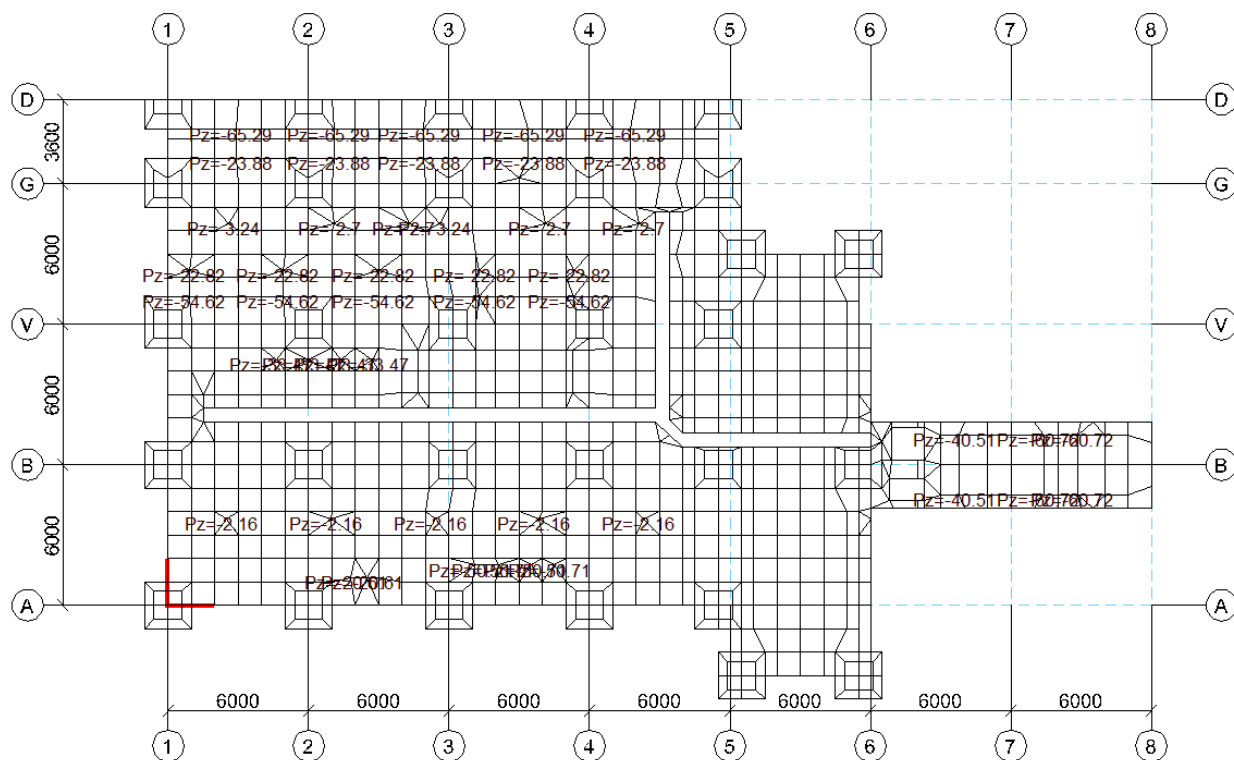 1 2 3 4 5 6 7 8
D D
3600
Pz=-65.29 Pz=-65.29 Pz=-65.29 Pz=-65.29 Pz=-65.29
Pz=-23.88 Pz=-23.88 Pz=-23.88 Pz=-23.88 Pz=-23.88
G G
Pz=-3.24 Pz=-2.7 Pz=-2.7 Pz=-2.7
6000
Pz=-22.82 Pz=-22.82 Pz=-22.82 Pz=-22.82 Pz=-22.82
Pz=-54.62 Pz=-54.62 Pz=-54.62 Pz=-54.62 Pz=-54.62
V V
6000
Pz=-40.51
B B
Pz=-40.51
Pz=-2.16 Pz=-2.16 Pz=-2.16 Pz=-2.16 Pz=-2.16
6000
A A
6000 6000 6000 6000 6000 6000 6000
1 2 3 4 5 6 7 8